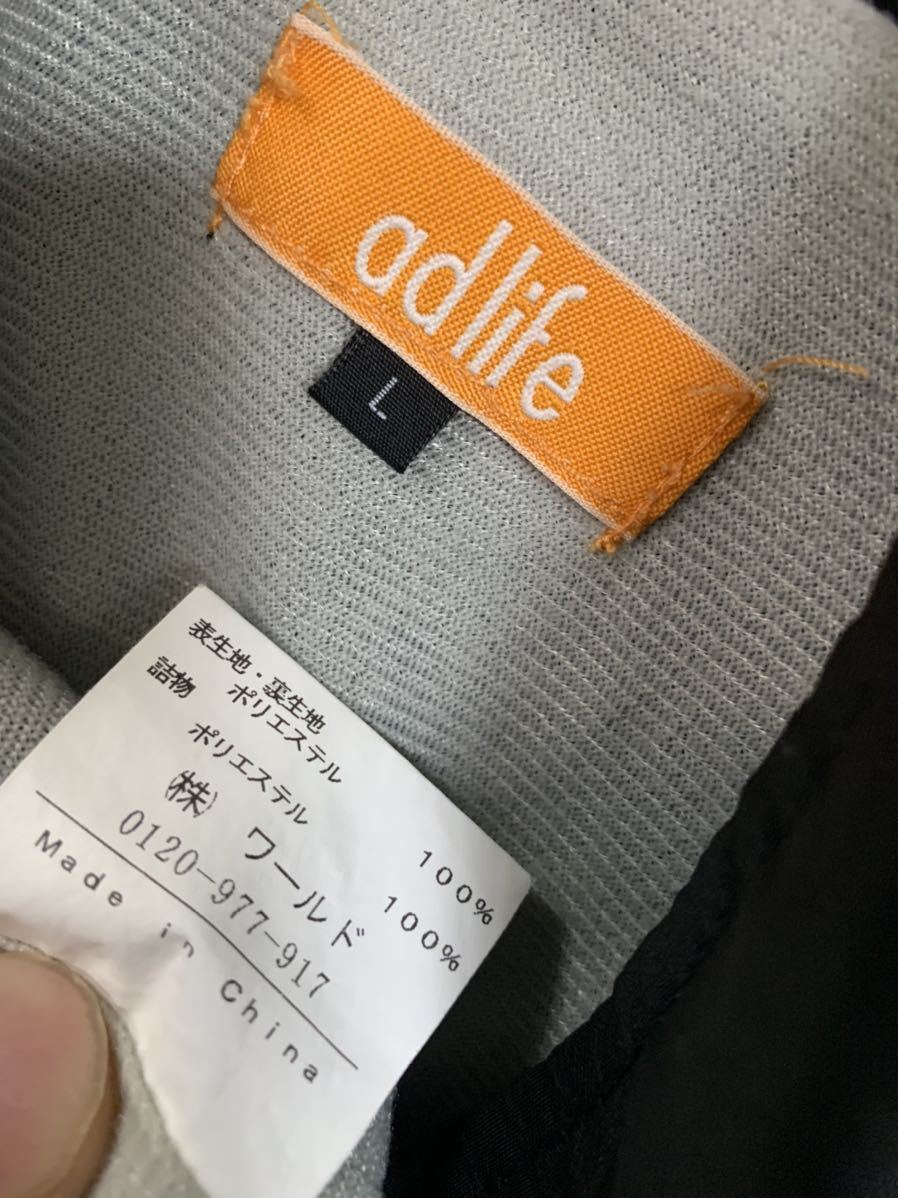 adlife
L
表生地・裏生地
ポリエステル 100%
詰物
ポリエステル 100%
㈱ ワールド
0120-977-917
Made in China